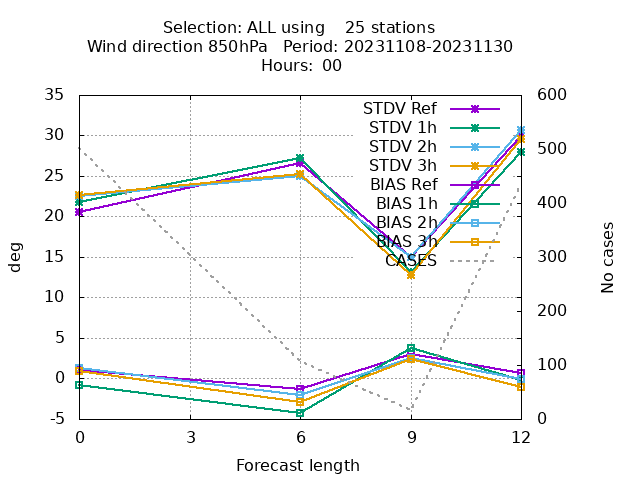 Selection: ALL using    25 stations
Wind direction 850hPa   Period: 20231108-20231130
Hours: 00
35
30
25
20
15
10
5
0
-5
600
500
400
300
200
100
0
STDV Ref
STDV 1h
STDV 2h
STDV 3h
BIAS Ref
BIAS 1h
BIAS 2h
BIAS 3h
CASES
deg
No cases
0 3 6 9 12
Forecast length